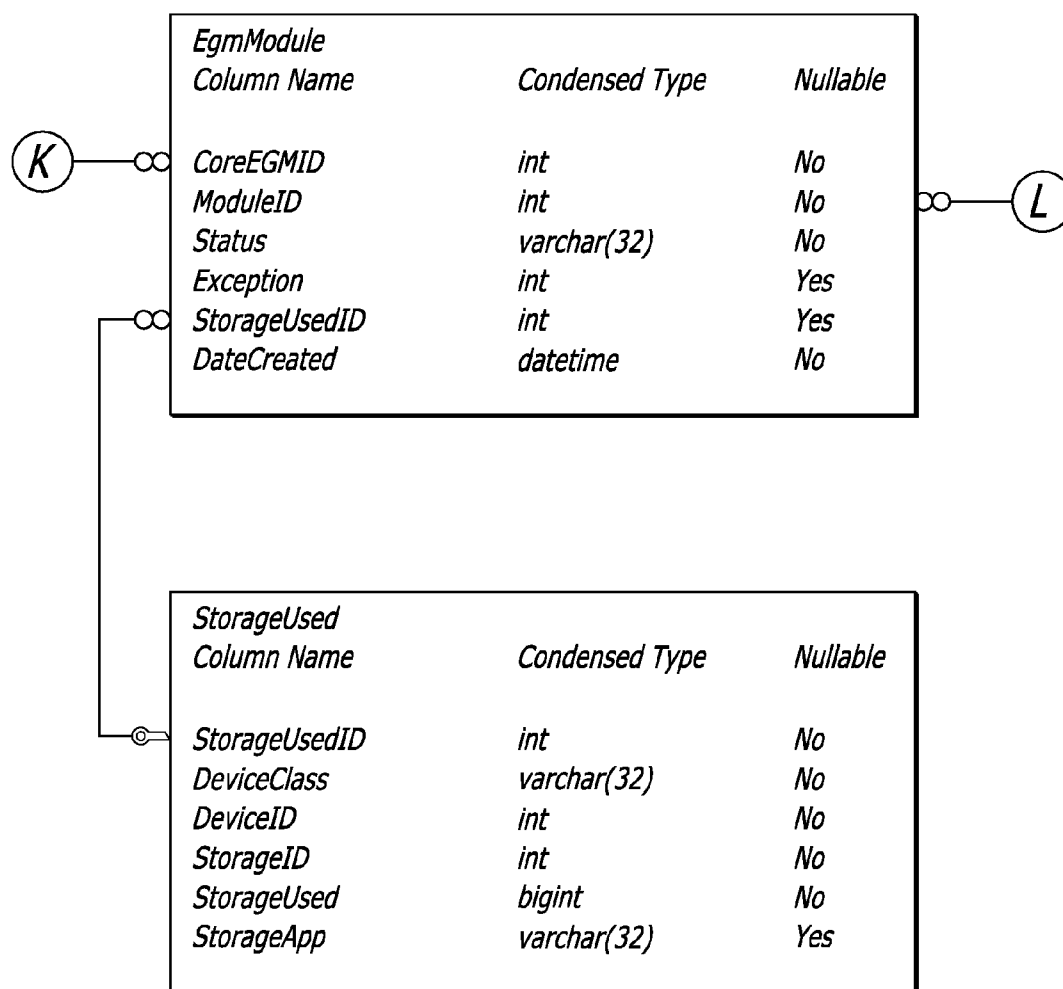 EgmModule
Column Name Condensed Type Nullable
K
CoreEGMID int No
ModuleID int No
L
Status varchar(32) No
Exception int Yes
StorageUsedID int Yes
DateCreated datetime No
StorageUsed
Column Name Condensed Type Nullable
StorageUsedID int No
DeviceClass varchar(32) No
DeviceID int No
StorageID int No
StorageUsed bigint No
StorageApp varchar(32) Yes